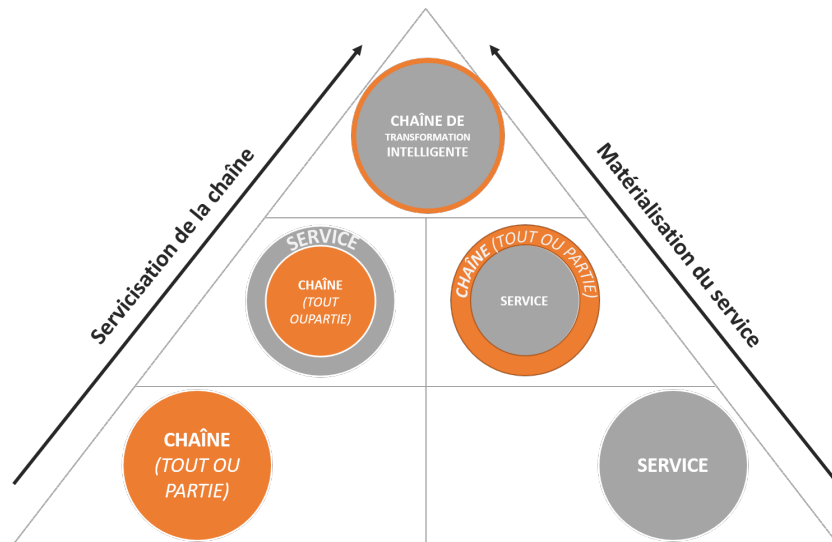 CHAÎNE DE
TRANSFORMATION
INTELLIGENTE
Servicisation de la chaîne
Matérialisation du service
SERVICE
CHAÎNE
(TOUT
OUPARTIE)
CHAÎNE (TOUT OU PARTIE)
SERVICE
CHAÎNE
(TOUT OU
PARTIE)
SERVICE